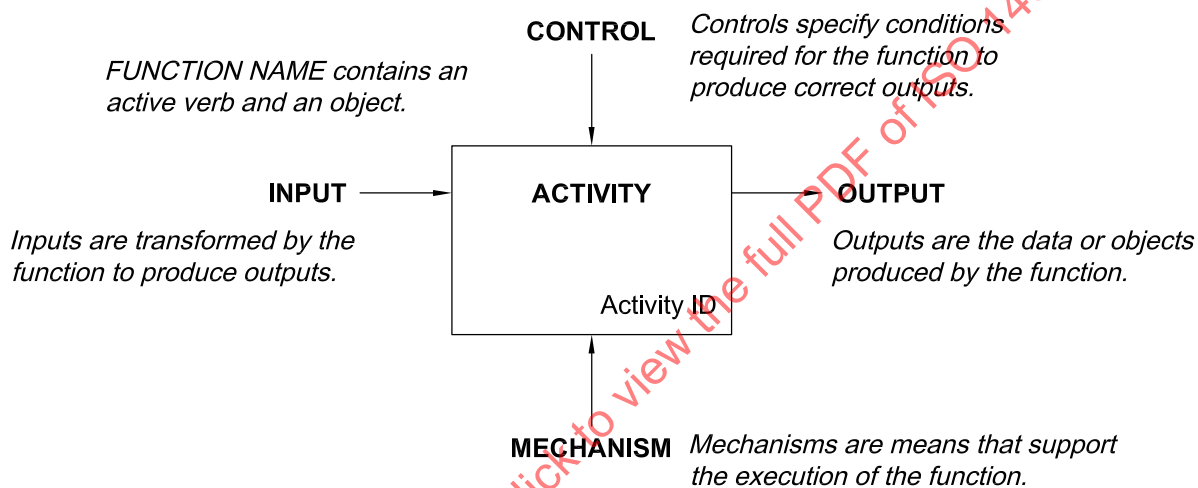 CONTROL
Controls specify conditions
required for the function to
produce correct outputs.
FUNCTION NAME contains an
active verb and an object.
INPUT
ACTIVITY
OUTPUT
Inputs are transformed by the
function to produce outputs.
Outputs are the data or objects
produced by the function.
Activity ID
MECHANISM
Mechanisms are means that support
the execution of the function.
to view the full PDF of ISO